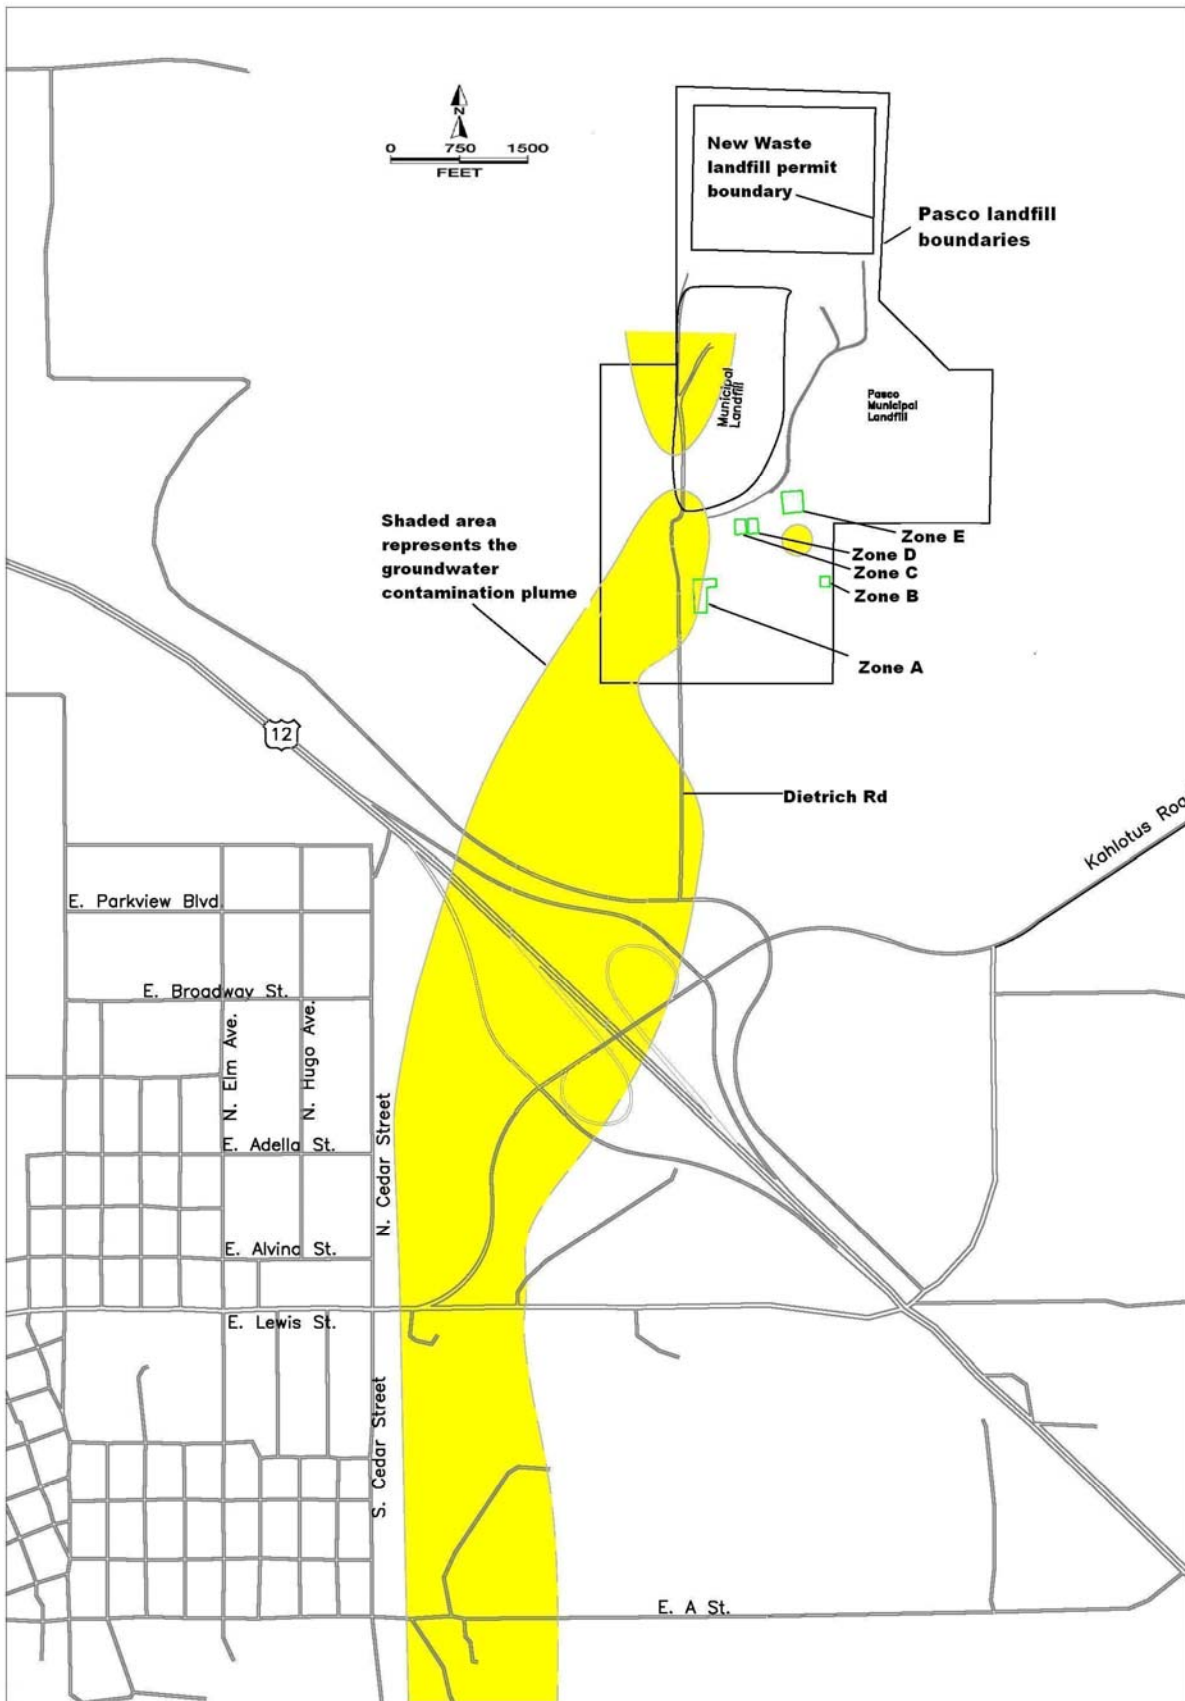 N
0 750 1500
FEET
New Waste
landfill permit
boundary
Pasco landfill
boundaries
Municipal
Landfill
Pasco
Municipal
Landfill
Shaded area
represents the
groundwater
contamination plume
Zone E
Zone D
Zone C
Zone B
Zone A
12
Dietrich Rd
Kahlotus Roa
E. Parkview Blvd
E. Broadway St.
N. Elm Ave.
N. Hugo Ave.
N. Cedar Street
E. Adella St.
E. Alvina St.
E. Lewis St.
S. Cedar Street
E. A St.